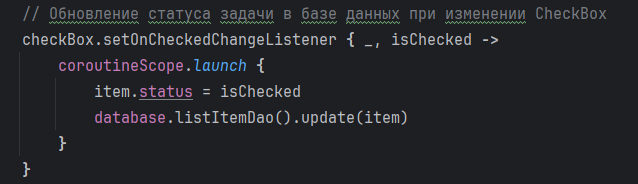 // Обновление статуса задачи в базе данных при изменении CheckBox
checkBox.setOnCheckedChangeListener { _, isChecked ->
    coroutineScope.launch {
        item.status = isChecked
        database.listItemDao().update(item)
    }
}